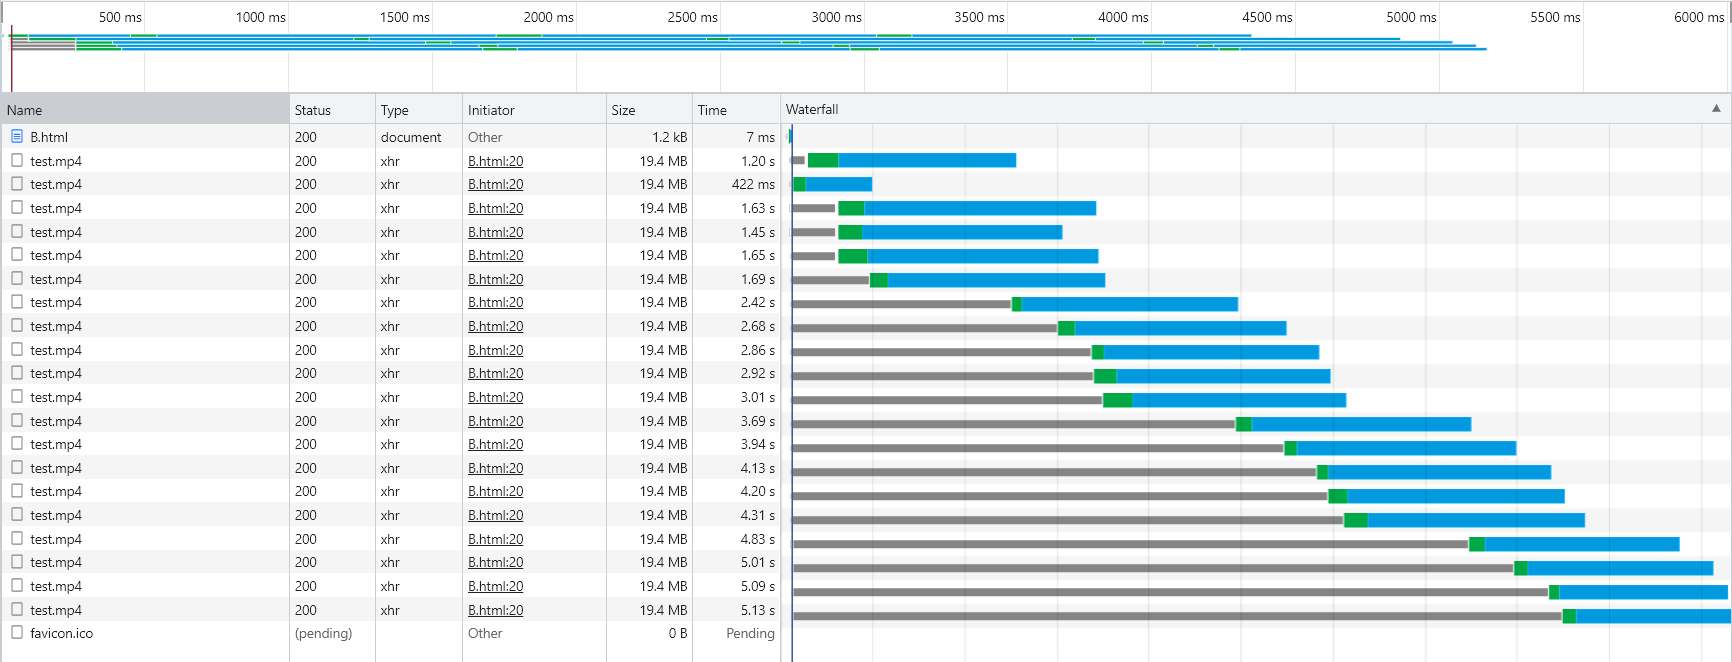 500 ms 1000 ms 1500 ms 2000 ms 2500 ms 3000 ms 3500 ms 4000 ms 4500 ms 5000 ms 5500 ms 6000 ms
Name Status Type Initiator Size Time Waterfall ▲
B.html 200 document Other 1.2 kB 7 ms
test.mp4 200 xhr B.html:20 19.4 MB 1.20 s
test.mp4 200 xhr B.html:20 19.4 MB 422 ms
test.mp4 200 xhr B.html:20 19.4 MB 1.63 s
test.mp4 200 xhr B.html:20 19.4 MB 1.45 s
test.mp4 200 xhr B.html:20 19.4 MB 1.65 s
test.mp4 200 xhr B.html:20 19.4 MB 1.69 s
test.mp4 200 xhr B.html:20 19.4 MB 2.42 s
test.mp4 200 xhr B.html:20 19.4 MB 2.68 s
test.mp4 200 xhr B.html:20 19.4 MB 2.86 s
test.mp4 200 xhr B.html:20 19.4 MB 2.92 s
test.mp4 200 xhr B.html:20 19.4 MB 3.01 s
test.mp4 200 xhr B.html:20 19.4 MB 3.69 s
test.mp4 200 xhr B.html:20 19.4 MB 3.94 s
test.mp4 200 xhr B.html:20 19.4 MB 4.13 s
test.mp4 200 xhr B.html:20 19.4 MB 4.20 s
test.mp4 200 xhr B.html:20 19.4 MB 4.31 s
test.mp4 200 xhr B.html:20 19.4 MB 4.83 s
test.mp4 200 xhr B.html:20 19.4 MB 5.01 s
test.mp4 200 xhr B.html:20 19.4 MB 5.09 s
test.mp4 200 xhr B.html:20 19.4 MB 5.13 s
favicon.ico (pending) Other 0 B Pending